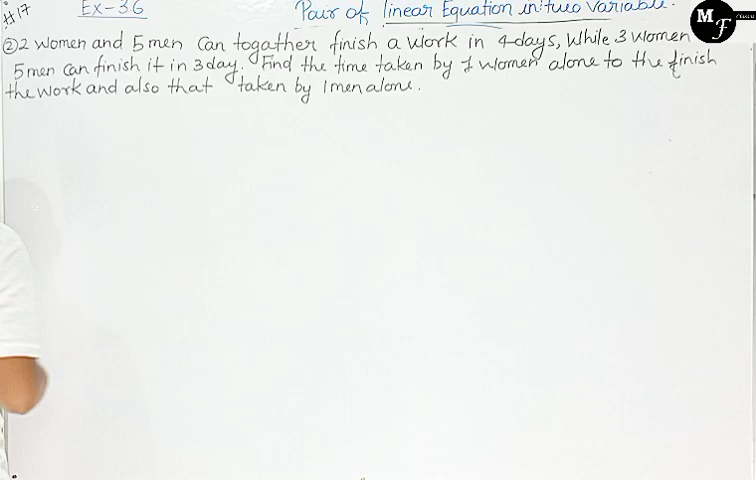 #17 Ex-3.6 Pair of linear Equation in two Variable.
M F
② 2 women and 5 men Can togather finish a work in 4-days, While 3 women
5 men Can finish it in 3 day. Find the time taken by 1 women alone to the finish
the work and also that taken by 1 men alone.